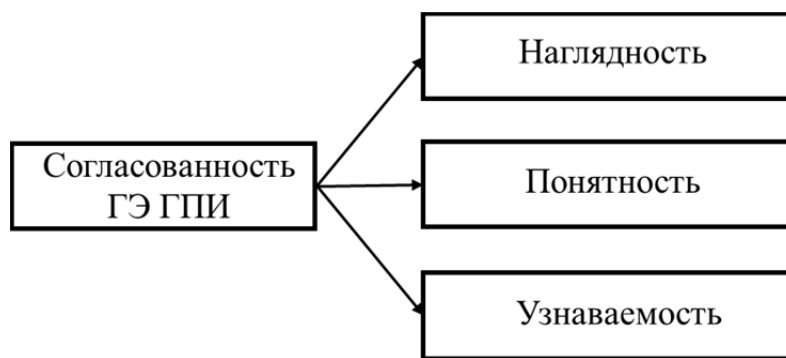 Наглядность
Согласованность
ГЭ ГПИ
Понятность
Узнаваемость